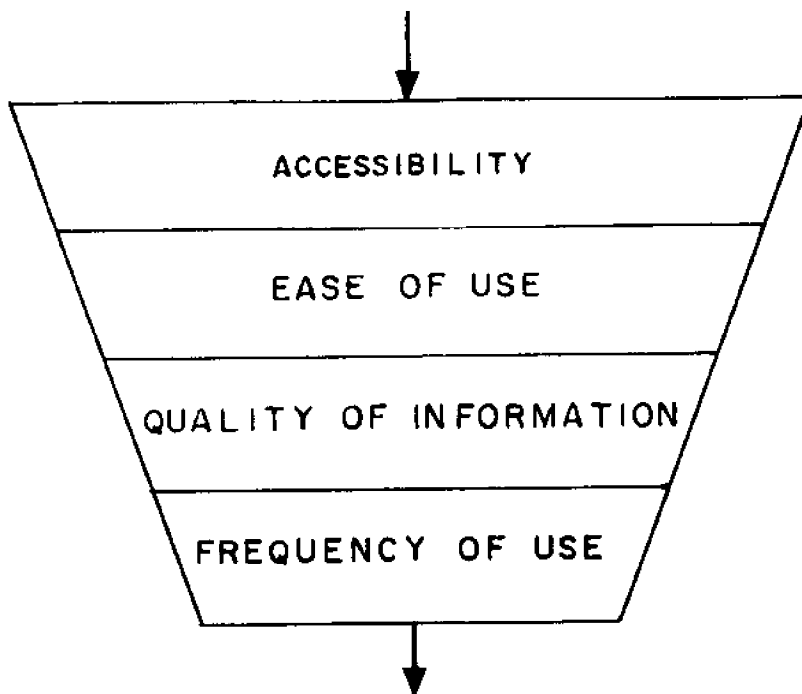 ACCESSIBILITY
EASE OF USE
QUALITY OF INFORMATION
FREQUENCY OF USE